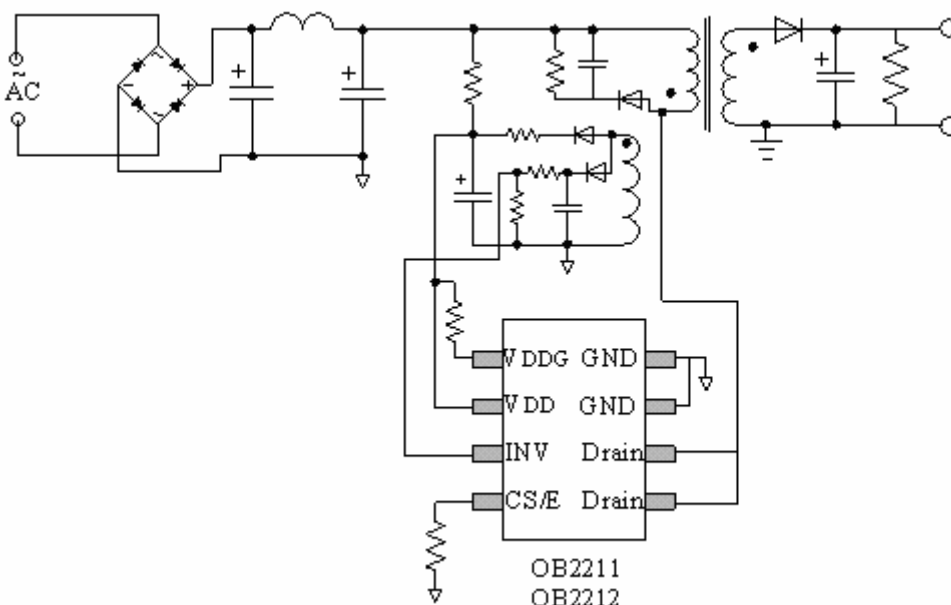 ~
AC
+
+
+
+
-
-
+
+
VDDG GND
VDD GND
INV Drain
CS/E Drain
OB2211
OB2212